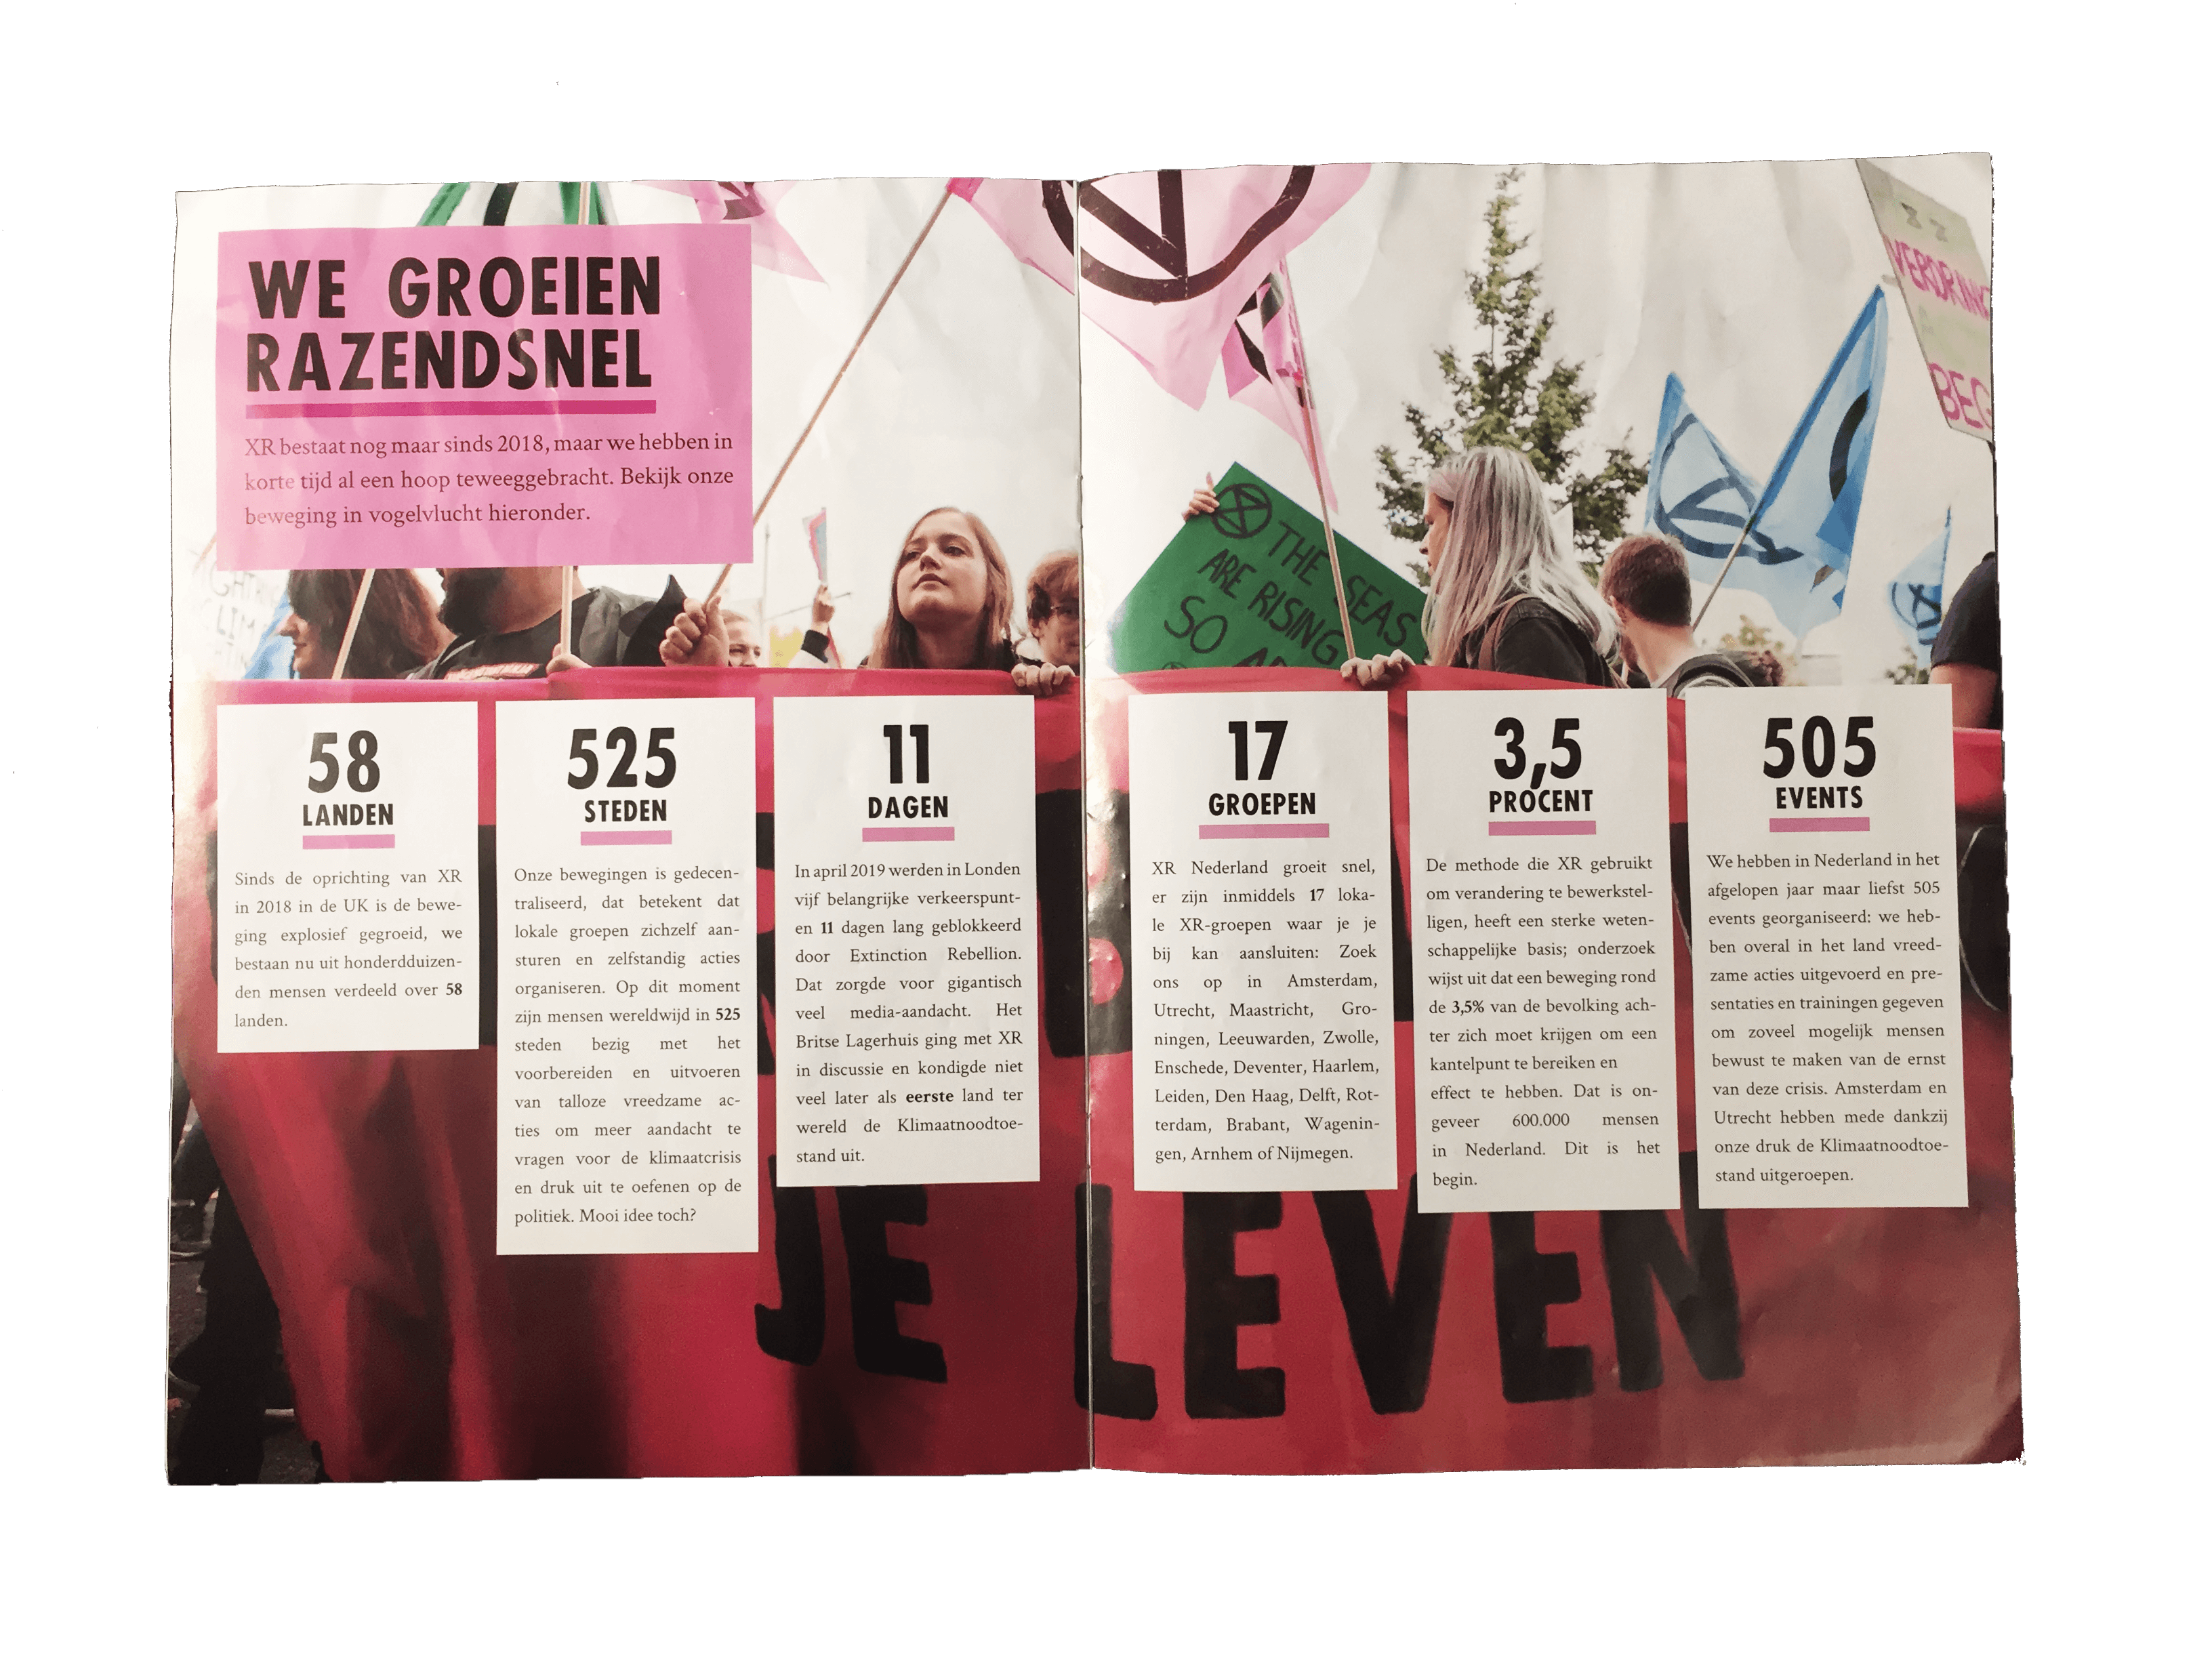 WE GROEIEN
RAZENDSNEL
XR bestaat nog maar sinds 2018, maar we hebben in
korte tijd al een hoop teweeggebracht. Bekijk onze
beweging in vogelvlucht hieronder.
VERDRINK
BEG
THE SEAS
ARE RISING
SO
58
LANDEN
Sinds de oprichting van XR
in 2018 in de UK is de bewe-
ging explosief gegroeid, we
bestaan nu uit honderdduizen-
den mensen verdeeld over 58
landen.
525
STEDEN
Onze bewegingen is gedecen-
traliseerd, dat betekent dat
lokale groepen zichzelf aan-
sturen en zelfstandig acties
organiseren. Op dit moment
zijn mensen wereldwijd in 525
steden bezig met het
voorbereiden en uitvoeren
van talloze vreedzame ac-
ties om meer aandacht te
vragen voor de klimaatcrisis
en druk uit te oefenen op de
politiek. Mooi idee toch?
11
DAGEN
In april 2019 werden in Londen
vijf belangrijke verkeerspunt-
en 11 dagen lang geblokkeerd
door Extinction Rebellion.
Dat zorgde voor gigantisch
veel media-aandacht. Het
Britse Lagerhuis ging met XR
in discussie en kondigde niet
veel later als eerste land ter
wereld de Klimaatnoodtoe-
stand uit.
17
GROEPEN
XR Nederland groeit snel,
er zijn inmiddels 17 loka-
le XR-groepen waar je je
bij kan aansluiten: Zoek
ons op in Amsterdam,
Utrecht, Maastricht, Gro-
ningen, Leeuwarden, Zwolle,
Enschede, Deventer, Haarlem,
Leiden, Den Haag, Delft, Rot-
terdam, Brabant, Wagenin-
gen, Arnhem of Nijmegen.
3,5
PROCENT
De methode die XR gebruikt
om verandering te bewerkstel-
ligen, heeft een sterke weten-
schappelijke basis; onderzoek
wijst uit dat een beweging rond
de 3,5% van de bevolking ach-
ter zich moet krijgen om een
kantelpunt te bereiken en
effect te hebben. Dat is on-
geveer 600.000 mensen
in Nederland. Dit is het
begin.
505
EVENTS
We hebben in Nederland in het
afgelopen jaar maar liefst 505
events georganiseerd: we heb-
ben overal in het land vreed-
zame acties uitgevoerd en pre-
sentaties en trainingen gegeven
om zoveel mogelijk mensen
bewust te maken van de ernst
van deze crisis. Amsterdam en
Utrecht hebben mede dankzij
onze druk de Klimaatnoodtoe-
stand uitgeroepen.
JE LEVEN